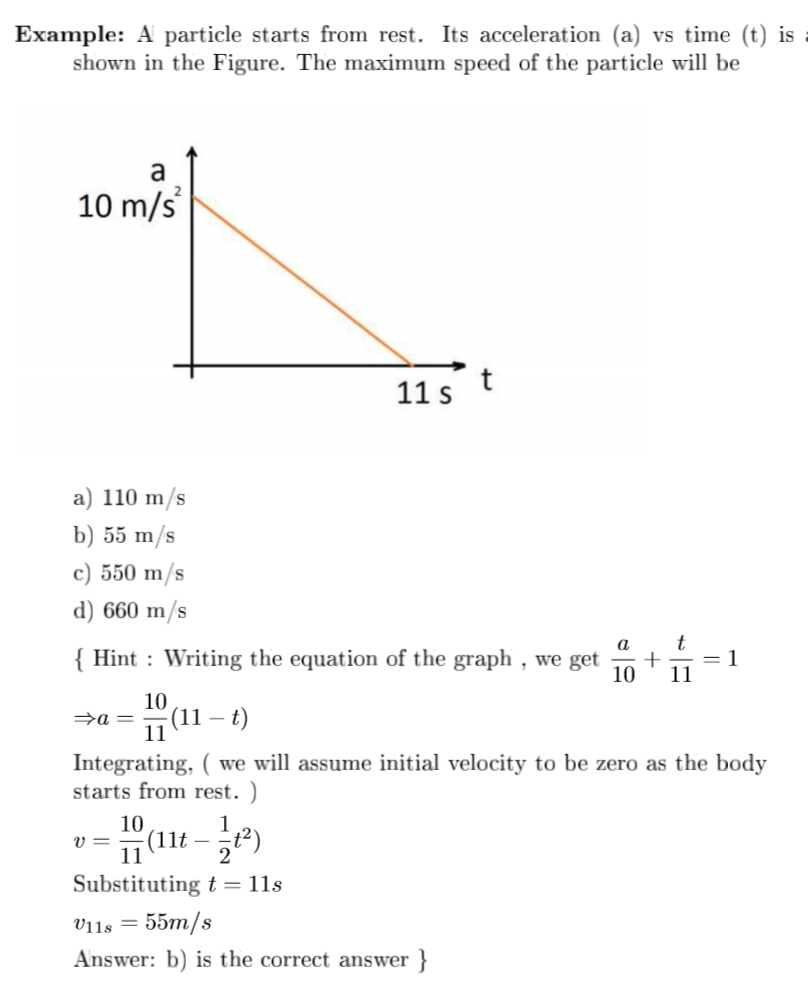 Example: A particle starts from rest. Its acceleration (a) vs time (t) is
shown in the Figure. The maximum speed of the particle will be
a
10 m/s²
11 s
t
a) 110 m/s
b) 55 m/s
c) 550 m/s
d) 660 m/s
{ Hint : Writing the equation of the graph , we get a/10 + t/11 = 1
⇒a = 10/11(11 − t)
Integrating, ( we will assume initial velocity to be zero as the body
starts from rest. )
v = 10/11(11t − 1/2t²)
Substituting t = 11s
v₁₁ₛ = 55m/s
Answer: b) is the correct answer }